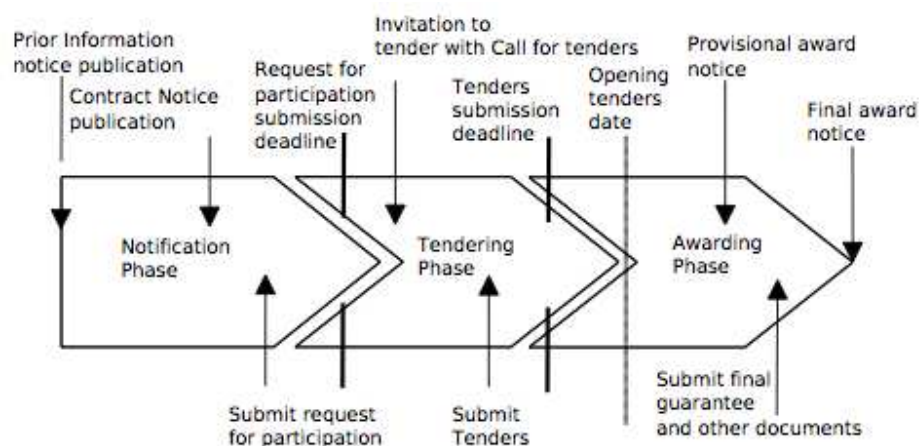 Prior Information
notice publication
Contract Notice
publication
Request for
participation
submission
deadline
Invitation to
tender with Call for tenders
Tenders
submission
deadline
Opening
tenders
date
Provisional award
notice
Final award
notice
Notification
Phase
Tendering
Phase
Awarding
Phase
Submit request
for participation
Submit
Tenders
Submit final
guarantee
and other documents